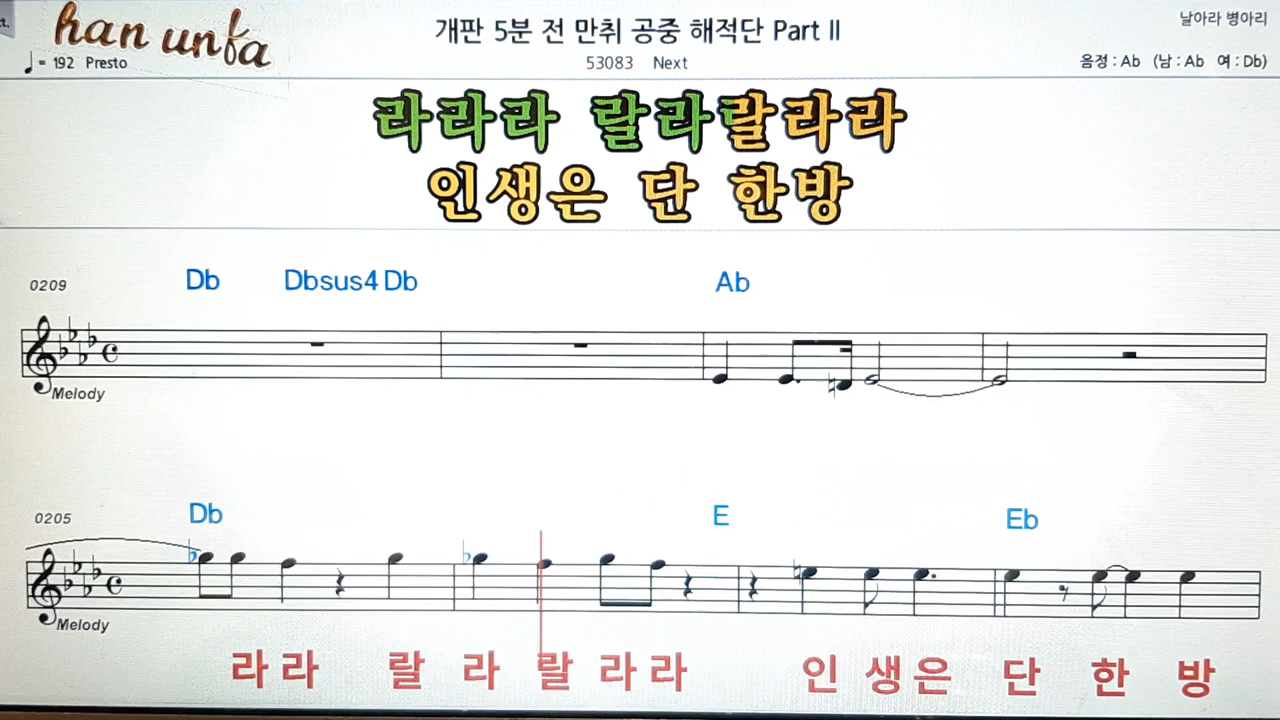 han unfa
개판 5분 전 만취 공중 해적단 Part II
날아라 병아리
♩ = 192 Presto
53083 Next
음정 : Ab (남 : Ab 여 : Db)
라라라 랄라랄라라
인생은 단 한방
0209
Db Dbsus4 Db Ab
Melody
0205
Db E Eb
Melody
라 라 랄 라 랄 라 라 인 생 은 단 한 방